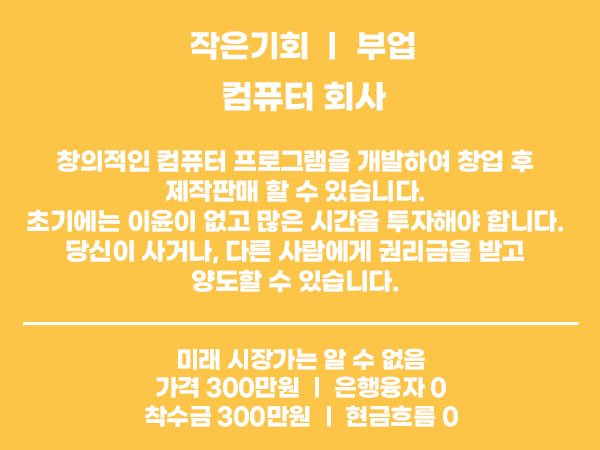 작은기회 ㅣ 부업
컴퓨터 회사
창의적인 컴퓨터 프로그램을 개발하여 창업 후
제작판매 할 수 있습니다.
초기에는 이윤이 없고 많은 시간을 투자해야 합니다.
당신이 사거나, 다른 사람에게 권리금을 받고
양도할 수 있습니다.
미래 시장가는 알 수 없음
가격 300만원 ㅣ 은행융자 0
착수금 300만원 ㅣ 현금흐름 0